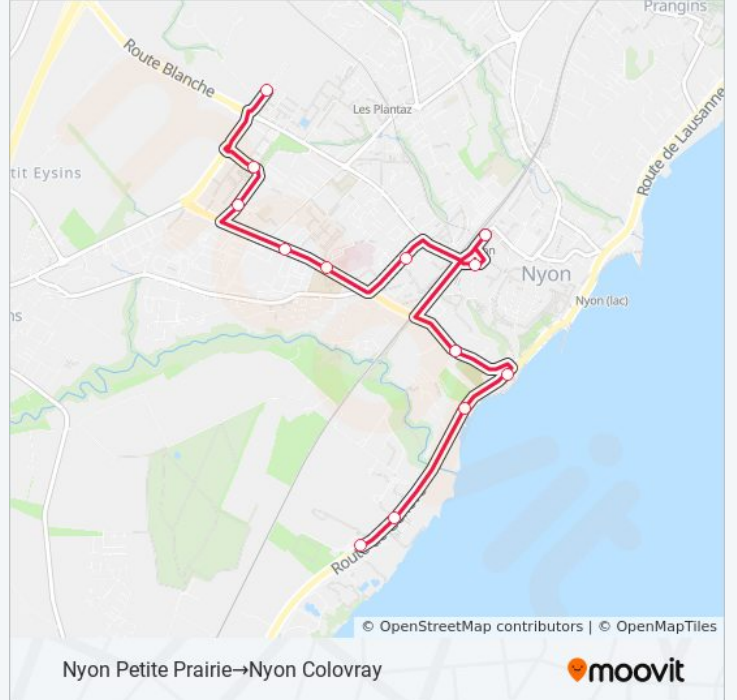 Prangins
Route Blanche
Les Plantaz
Route de Lausanne
tit Eysins
Nyon
Nyon (lac)
ns
© OpenStreetMap contributors | © OpenMapTiles
Nyon Petite Prairie→Nyon Colovray
moovit